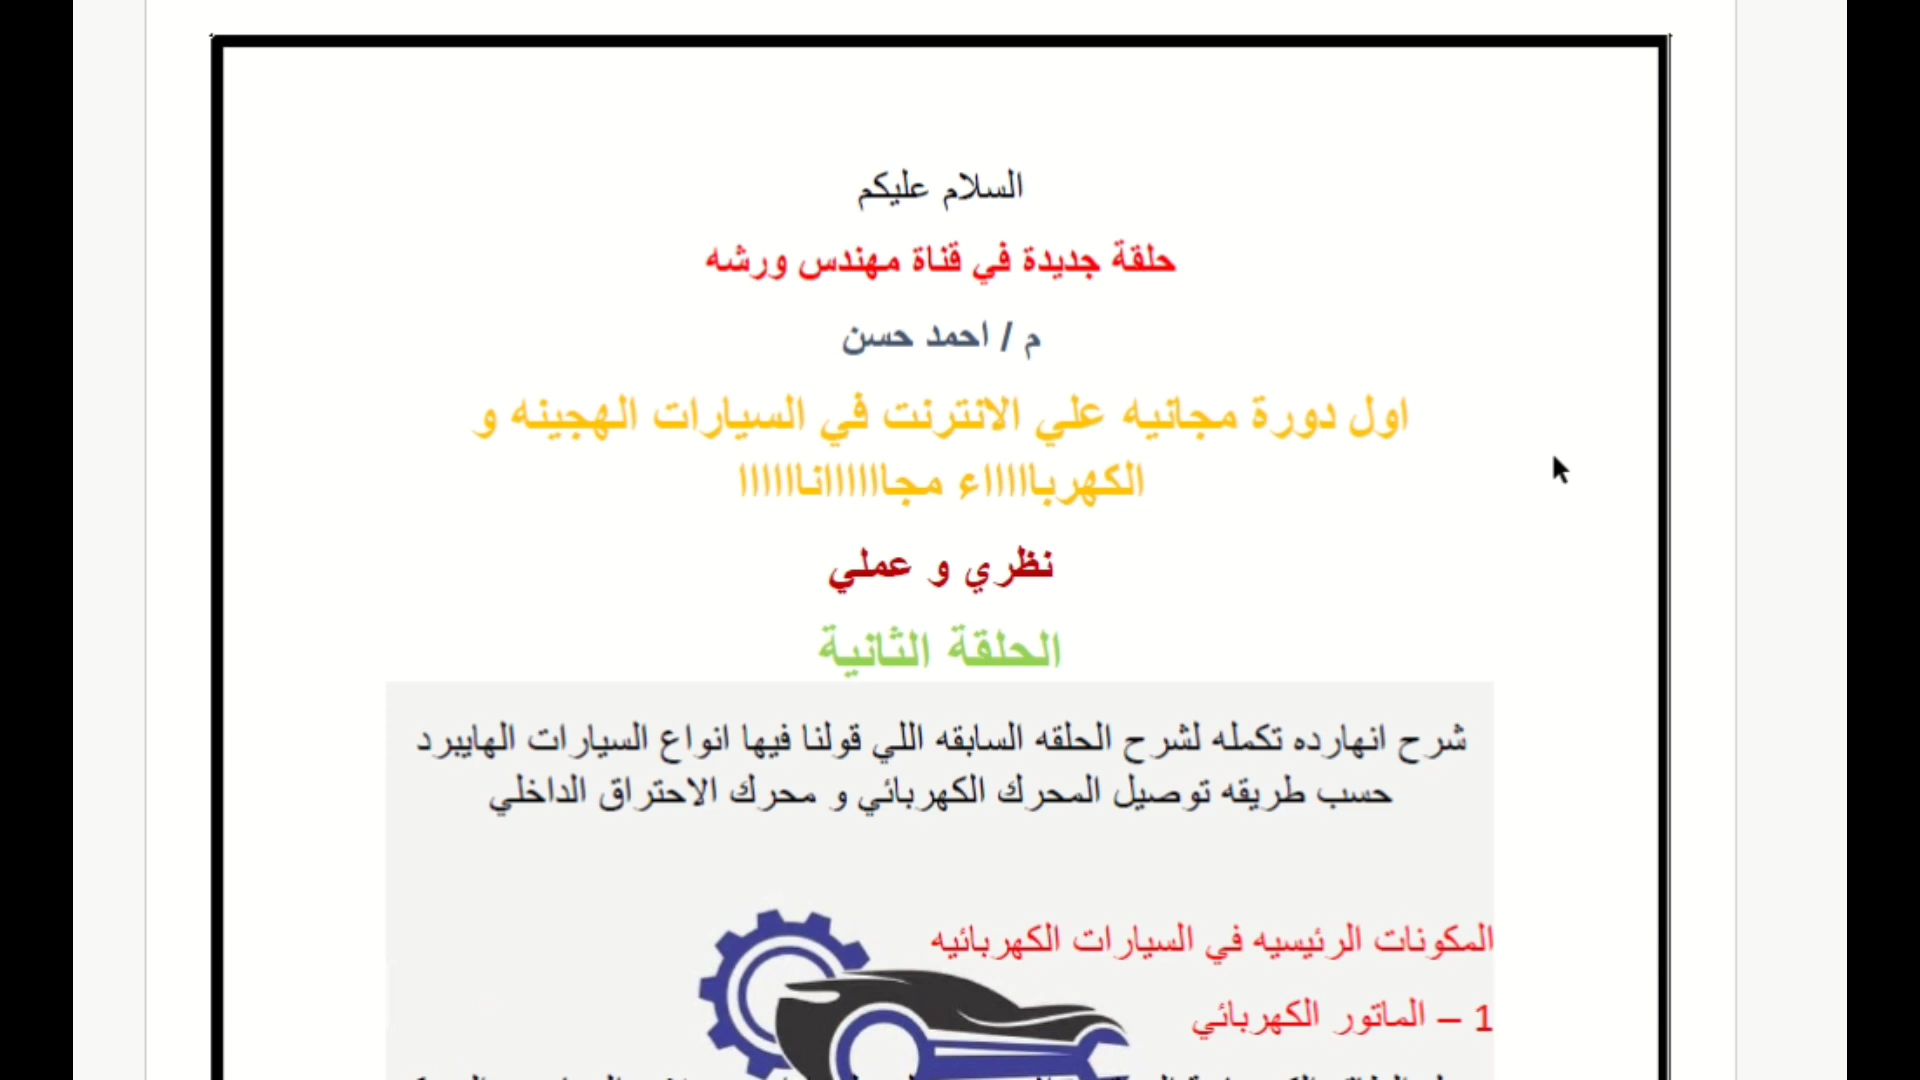 السلام عليكم
حلقة جديدة في قناة مهندس ورشه
م / احمد حسن
اول دورة مجانيه علي الانترنت في السيارات الهجينه و
الكهرباااااء مجااااااناااااا
نظري و عملي
الحلقة الثانية
شرح انهارده تكمله لشرح الحلقه السابقه اللي قولنا فيها انواع السيارات الهايبرد
حسب طريقه توصيل المحرك الكهربائي و محرك الاحتراق الداخلي
المكونات الرئيسيه في السيارات الكهربائيه
1 – الماتور الكهربائي